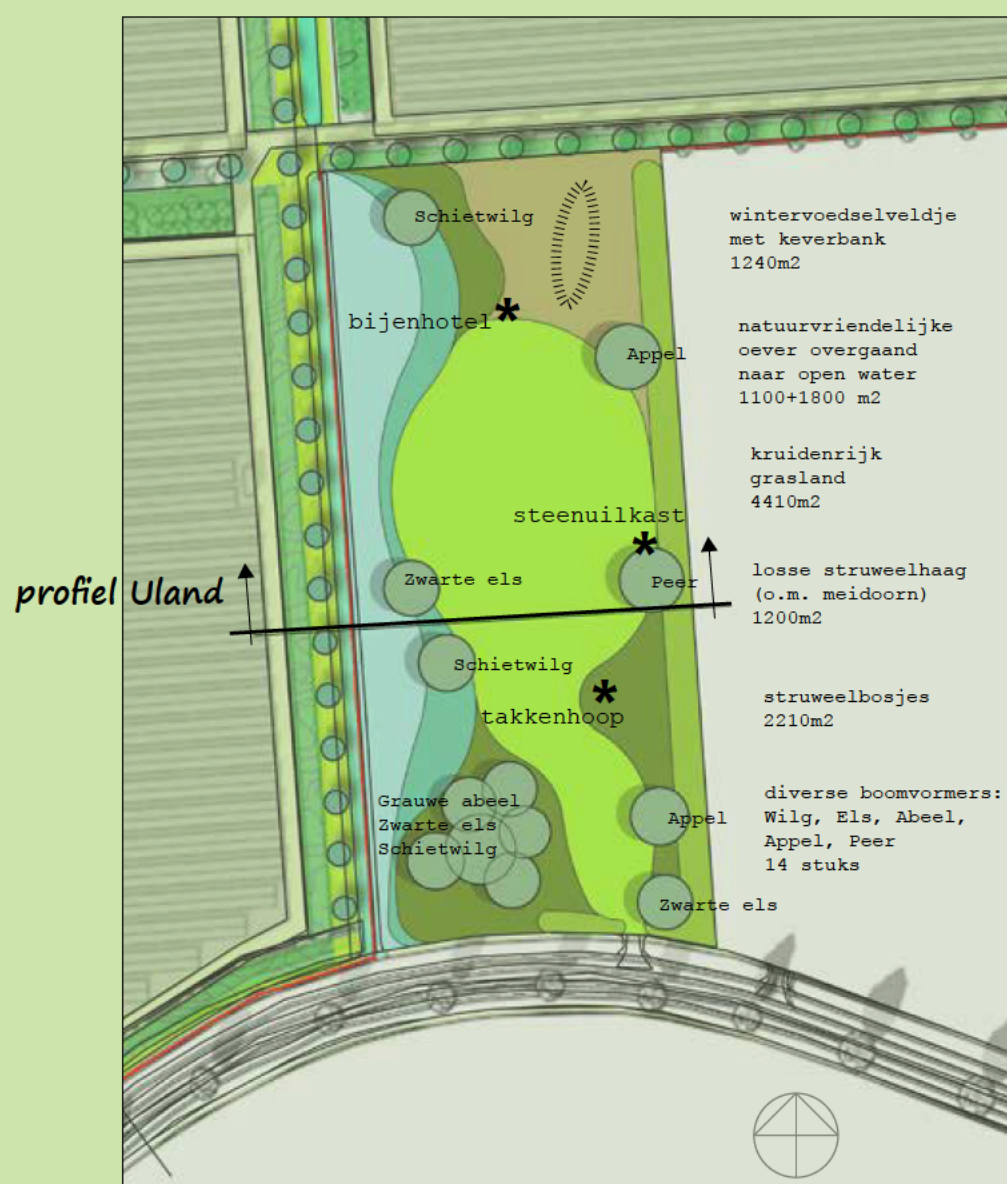 Schietwilg
bijenhotel*
Appel
steenuilkast
*
Zwarte els
Peer
profiel Uland
Schietwilg
*
takkenhoop
Grauwe abeel
Zwarte els
Schietwilg
Appel
Zwarte els
wintervoedselveldje
met keverbank
1240m2
natuurvriendelijke
oever overgaand
naar open water
1100+1800 m2
kruidenrijk
grasland
4410m2
losse struweelhaag
(o.m. meidoorn)
1200m2
struweelbosjes
2210m2
diverse boomvormers:
Wilg, Els, Abeel,
Appel, Peer
14 stuks